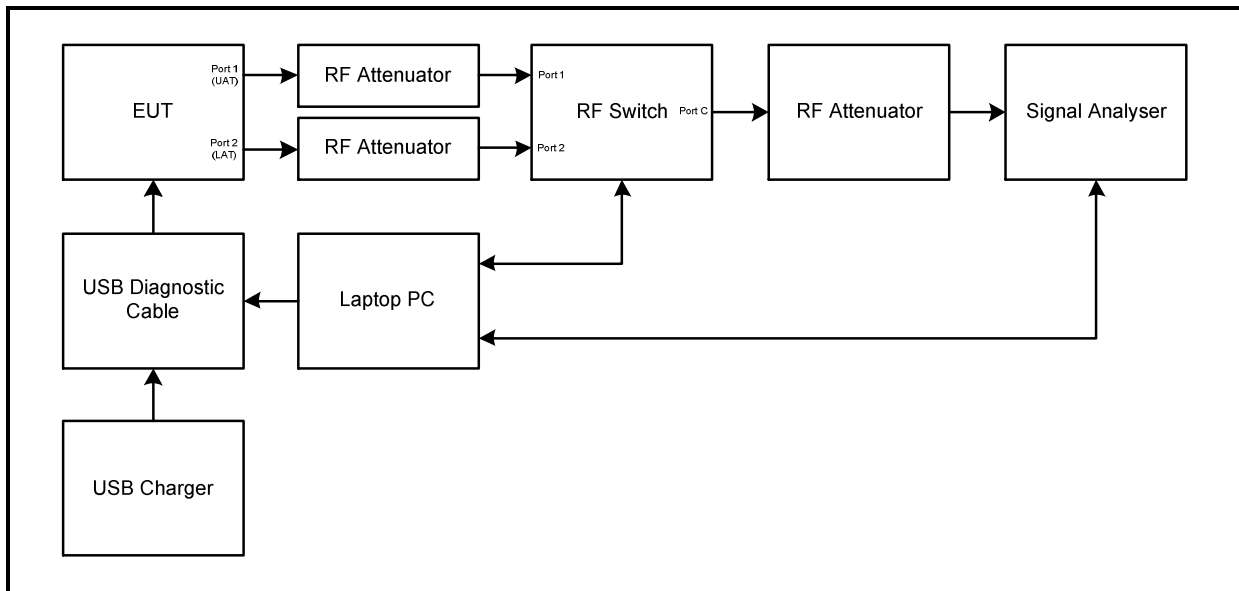 EUT
Port 1
(UAT)
Port 2
(LAT)
RF Attenuator
RF Attenuator
Port 1
Port 2
RF Switch
Port C
RF Attenuator
Signal Analyser
USB Diagnostic
Cable
Laptop PC
USB Charger